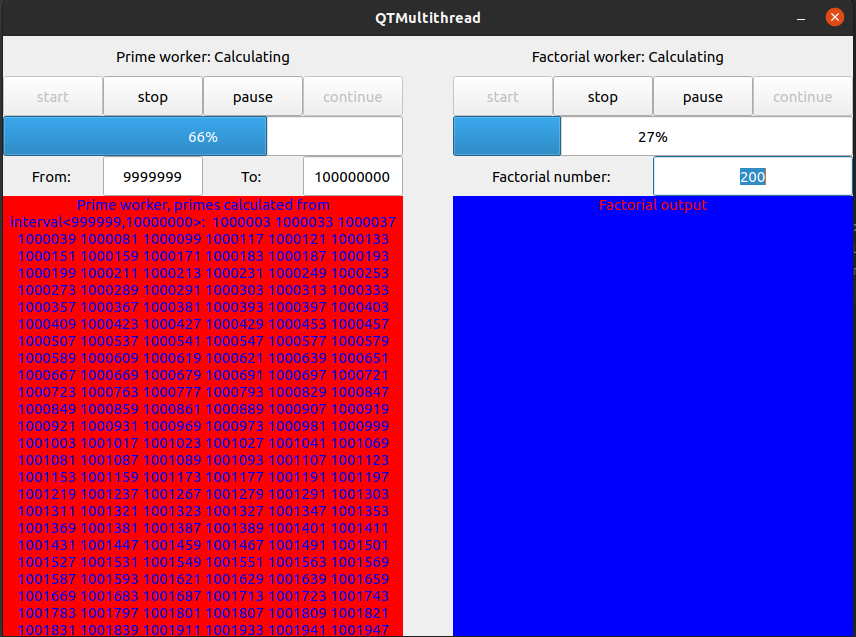 QTMultithread
Prime worker: Calculating
start stop pause continue
66%
From: 9999999 To: 100000000
Prime worker, primes calculated from
interval<999999,10000000>: 1000003 1000033 1000037
1000039 1000081 1000099 1000117 1000121 1000133
1000151 1000159 1000171 1000183 1000187 1000193
1000199 1000211 1000213 1000231 1000249 1000253
1000273 1000289 1000291 1000303 1000313 1000333
1000357 1000367 1000381 1000393 1000397 1000403
1000409 1000423 1000427 1000429 1000453 1000457
1000507 1000537 1000541 1000547 1000577 1000579
1000589 1000609 1000619 1000621 1000639 1000651
1000667 1000669 1000679 1000691 1000697 1000721
1000723 1000763 1000777 1000793 1000829 1000847
1000849 1000859 1000861 1000889 1000907 1000919
1000921 1000931 1000969 1000973 1000981 1000999
1001003 1001017 1001023 1001027 1001041 1001069
1001081 1001087 1001089 1001093 1001107 1001123
1001153 1001159 1001173 1001177 1001191 1001197
1001219 1001237 1001267 1001279 1001291 1001303
1001311 1001321 1001323 1001327 1001347 1001353
1001369 1001381 1001387 1001389 1001401 1001411
1001431 1001447 1001459 1001467 1001491 1001501
1001527 1001531 1001549 1001551 1001563 1001569
1001587 1001593 1001621 1001629 1001639 1001659
1001669 1001683 1001687 1001713 1001723 1001743
1001783 1001797 1001801 1001807 1001809 1001821
1001831 1001839 1001911 1001933 1001941 1001947
Factorial worker: Calculating
start stop pause continue
27%
Factorial number: 200
Factorial output